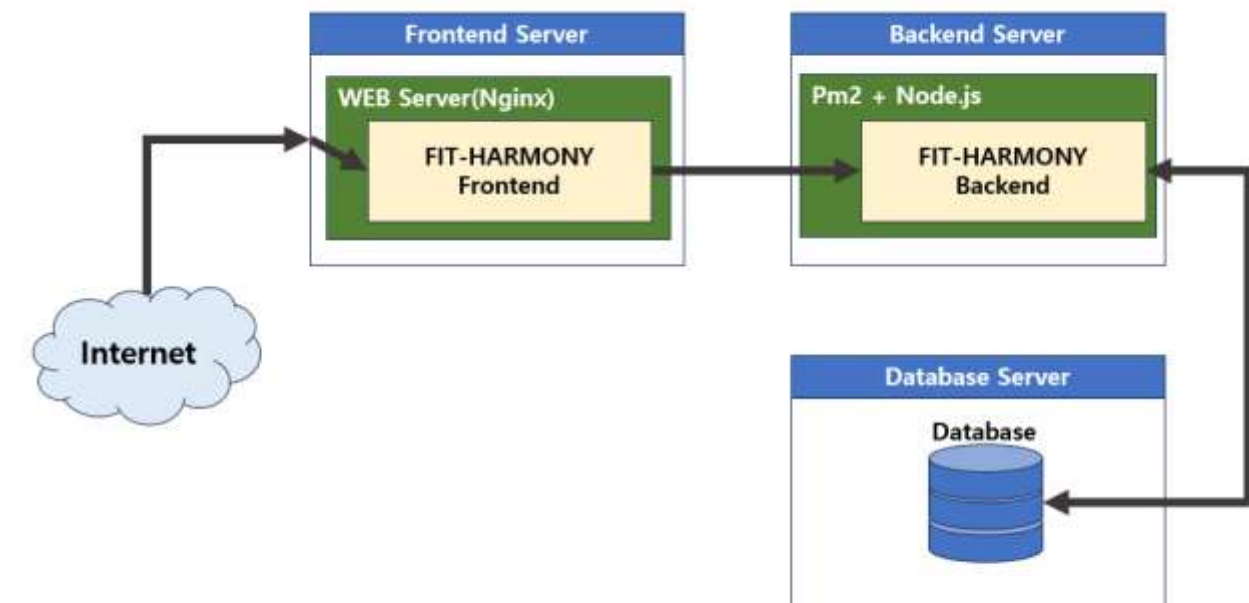 Frontend Server
WEB Server(Nginx)
FIT-HARMONY
Frontend
Backend Server
Pm2 + Node.js
FIT-HARMONY
Backend
Internet
Database Server
Database